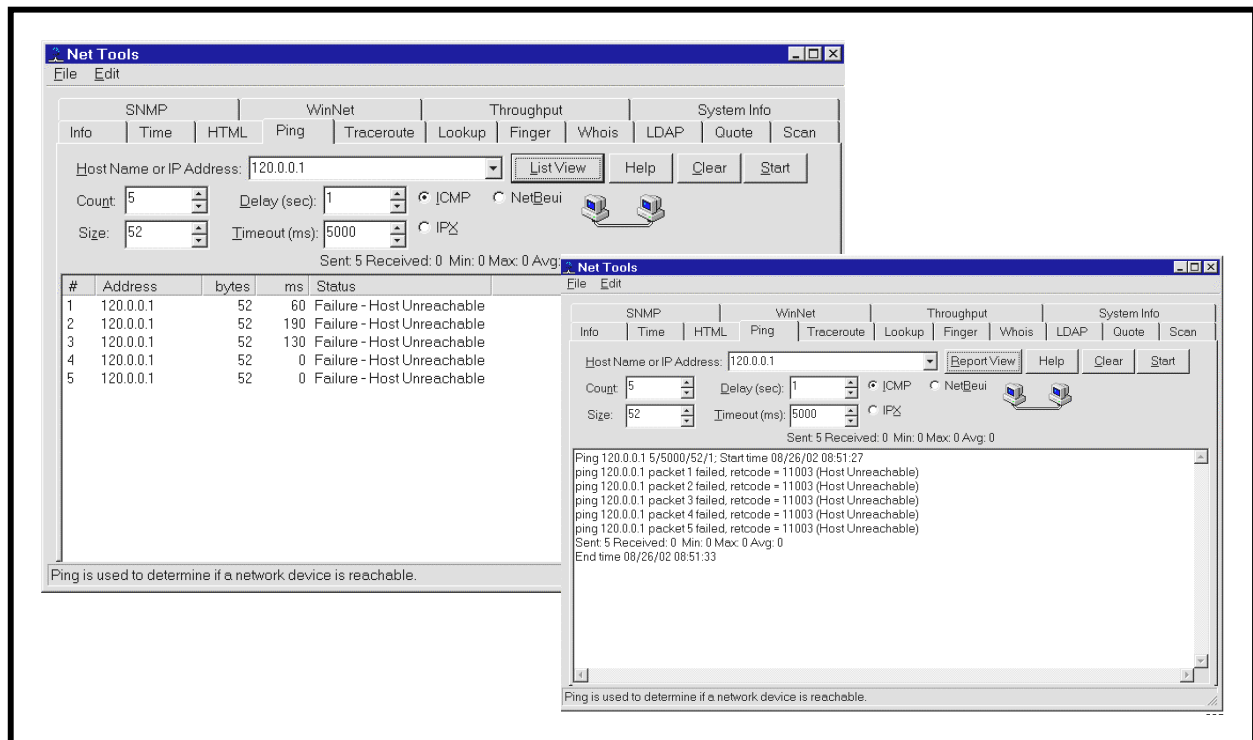 Net Tools
File Edit
SNMP WinNet Throughput System Info
Info Time HTML Ping Traceroute Lookup Finger Whois LDAP Quote Scan
Host Name or IP Address: 120.0.0.1 List View Help Clear Start
Count: 5 Delay (sec): 1 ICMP NetBeui
Size: 52 Timeout (ms): 5000 IPX
Sent: 5 Received: 0 Min: 0 Max: 0 Avg:
# Address bytes ms Status
1 120.0.0.1 52 60 Failure - Host Unreachable
2 120.0.0.1 52 190 Failure - Host Unreachable
3 120.0.0.1 52 130 Failure - Host Unreachable
4 120.0.0.1 52 0 Failure - Host Unreachable
5 120.0.0.1 52 0 Failure - Host Unreachable
Ping is used to determine if a network device is reachable.
Net Tools
File Edit
SNMP WinNet Throughput System Info
Info Time HTML Ping Traceroute Lookup Finger Whois LDAP Quote Scan
Host Name or IP Address: 120.0.0.1 Report View Help Clear Start
Count: 5 Delay (sec): 1 ICMP NetBeui
Size: 52 Timeout (ms): 5000 IPX
Sent: 5 Received: 0 Min: 0 Max: 0 Avg: 0
Ping 120.0.0.1 5/5000/52/1; Start time 08/26/02 08:51:27
ping 120.0.0.1 packet 1 failed, retcode = 11003 (Host Unreachable)
ping 120.0.0.1 packet 2 failed, retcode = 11003 (Host Unreachable)
ping 120.0.0.1 packet 3 failed, retcode = 11003 (Host Unreachable)
ping 120.0.0.1 packet 4 failed, retcode = 11003 (Host Unreachable)
ping 120.0.0.1 packet 5 failed, retcode = 11003 (Host Unreachable)
Sent: 5 Received: 0 Min: 0 Max: 0 Avg: 0
End time 08/26/02 08:51:33
Ping is used to determine if a network device is reachable.